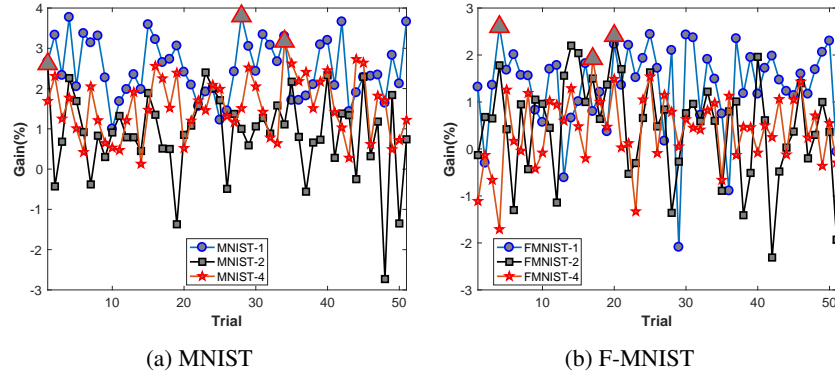 4
3
2
1
0
-1
-2
-3
Gain(%)
10 20 30 40 50
Trial
MNIST-1
MNIST-2
MNIST-4
(a) MNIST
4
3
2
1
0
-1
-2
-3
Gain(%)
10 20 30 40 50
Trial
FMNIST-1
FMNIST-2
FMNIST-4
(b) F-MNIST